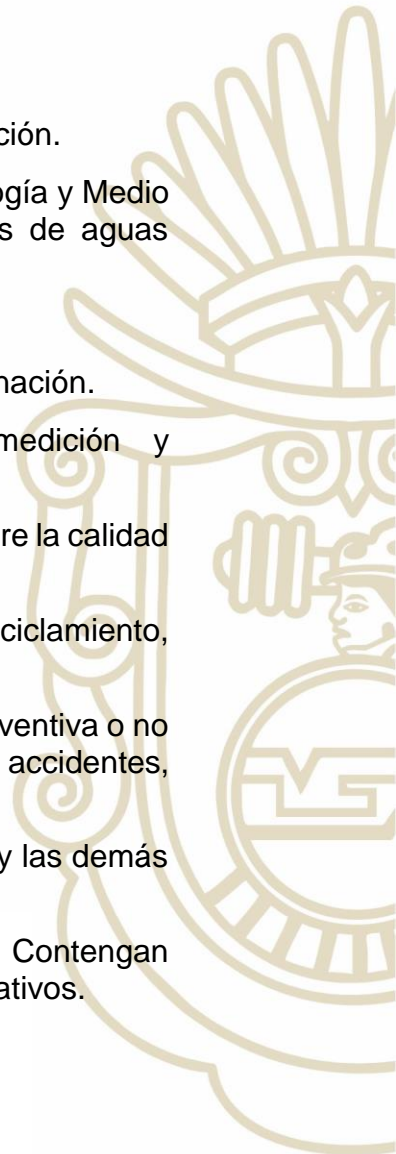 ción.
ogía y Medio
s de aguas
nación.
medición y
re la calidad
ciclamiento,
ventiva o no
accidentes,
y las demás
Contengan
ativos.